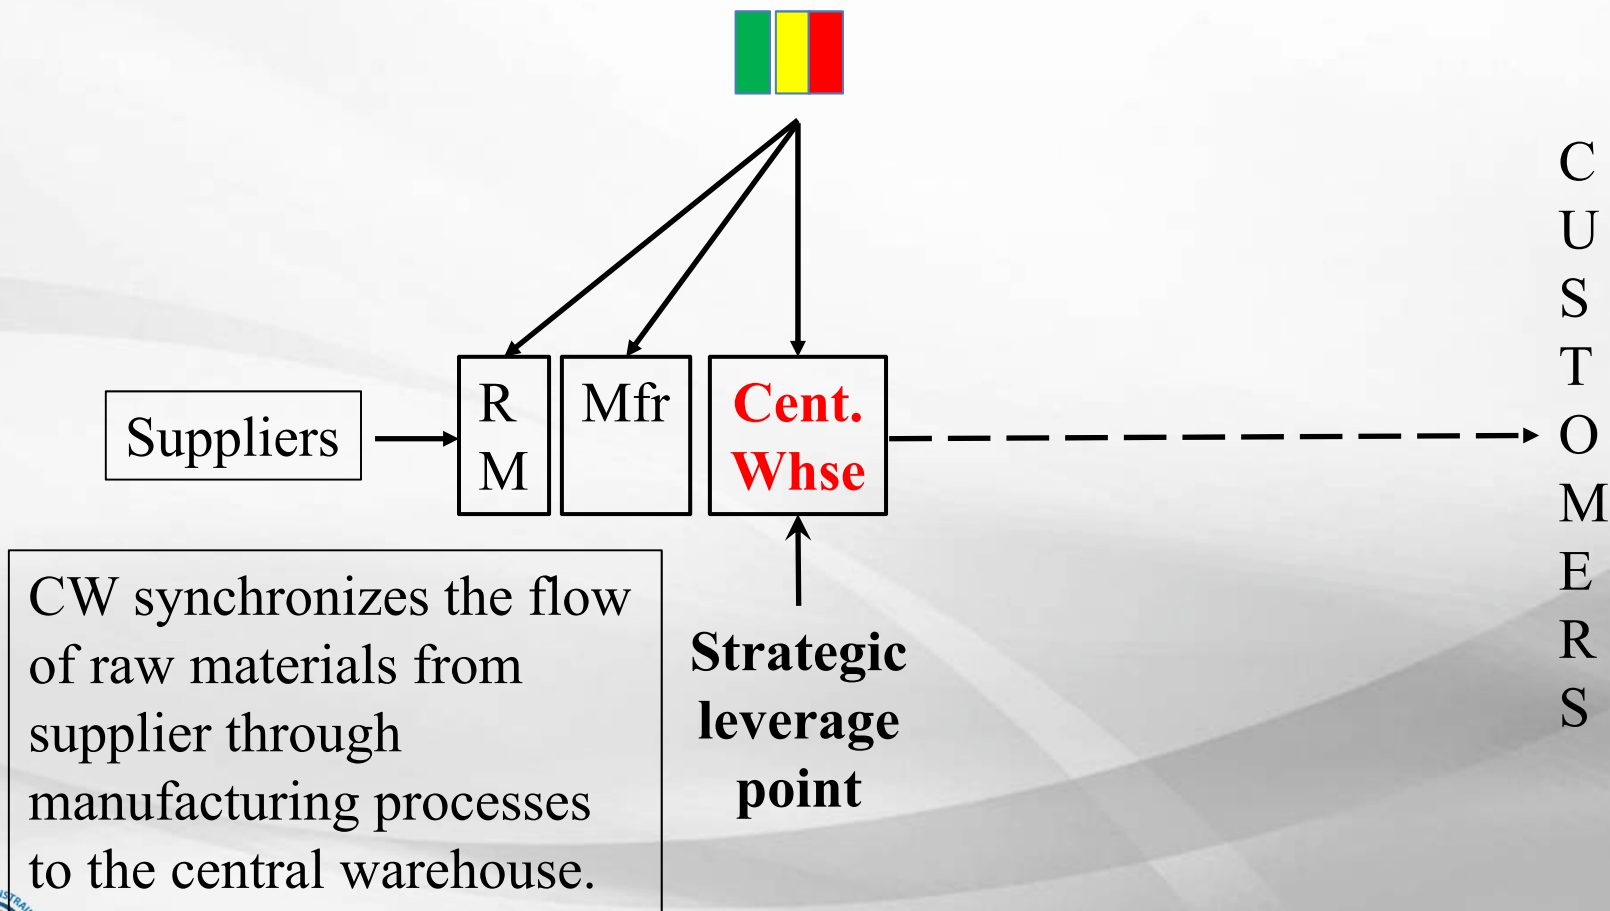 Suppliers
R
M
Mfr
Cent.
Whse
C
U
S
T
O
M
E
R
S
CW synchronizes the flow
of raw materials from
supplier through
manufacturing processes
to the central warehouse.
Strategic
leverage
point